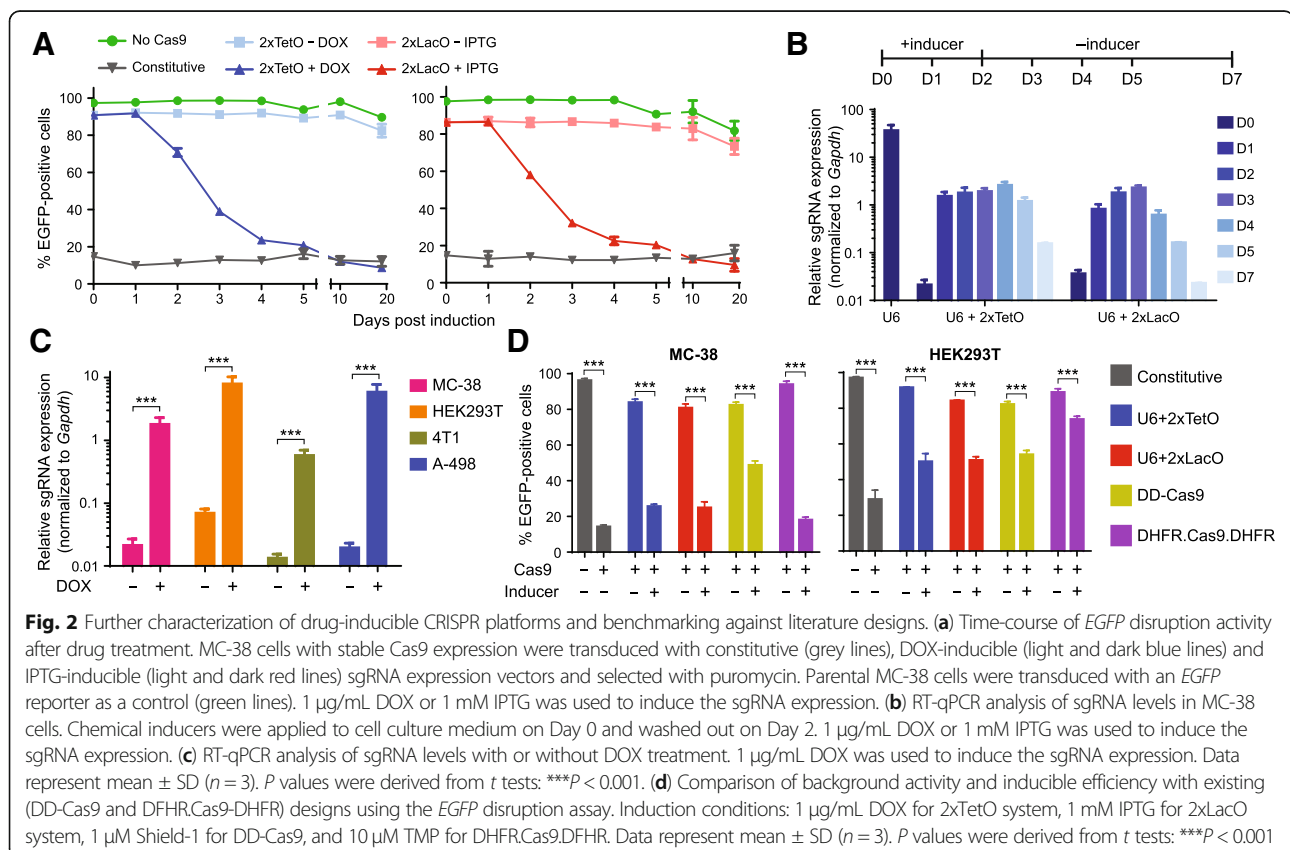 A
No Cas9
2xTetO – DOX
2xLacO – IPTG
Constitutive
2xTetO + DOX
2xLacO + IPTG
% EGFP-positive cells
100
80
60
40
20
0
0 1 2 3 4 5 10 20
0 1 2 3 4 5 10 20
Days post induction
B
+inducer –inducer
D0 D1 D2 D3 D4 D5 D7
Relative sgRNA expression
(normalized to Gapdh)
100
10
1
0.1
0.01
U6 U6 + 2xTetO U6 + 2xLacO
D0
D1
D2
D3
D4
D5
D7
C
Relative sgRNA expression
(normalized to Gapdh)
10
1
0.1
0.01
*** *** *** ***
DOX – + – + – + – +
MC-38
HEK293T
4T1
A-498
D
MC-38 HEK293T
% EGFP-positive cells
100
80
60
40
20
0
*** *** *** *** ***
*** *** *** *** ***
Cas9 – + + + + + + + + + – + + + + + + + + +
Inducer – – – + – + – + – + – – – + – + – + – +
Constitutive
U6+2xTetO
U6+2xLacO
DD-Cas9
DHFR.Cas9.DHFR
Fig. 2 Further characterization of drug-inducible CRISPR platforms and benchmarking against literature designs. (a) Time-course of EGFP disruption activity
after drug treatment. MC-38 cells with stable Cas9 expression were transduced with constitutive (grey lines), DOX-inducible (light and dark blue lines) and
IPTG-inducible (light and dark red lines) sgRNA expression vectors and selected with puromycin. Parental MC-38 cells were transduced with an EGFP
reporter as a control (green lines). 1 μg/mL DOX or 1 mM IPTG was used to induce the sgRNA expression. (b) RT-qPCR analysis of sgRNA levels in MC-38
cells. Chemical inducers were applied to cell culture medium on Day 0 and washed out on Day 2. 1 μg/mL DOX or 1 mM IPTG was used to induce the
sgRNA expression. (c) RT-qPCR analysis of sgRNA levels with or without DOX treatment. 1 μg/mL DOX was used to induce the sgRNA expression. Data
represent mean ± SD (n = 3). P values were derived from t tests: ***P < 0.001. (d) Comparison of background activity and inducible efficiency with existing
(DD-Cas9 and DFHR.Cas9-DHFR) designs using the EGFP disruption assay. Induction conditions: 1 μg/mL DOX for 2xTetO system, 1 mM IPTG for 2xLacO
system, 1 μM Shield-1 for DD-Cas9, and 10 μM TMP for DHFR.Cas9.DFHR. Data represent mean ± SD (n = 3). P values were derived from t tests: ***P < 0.001